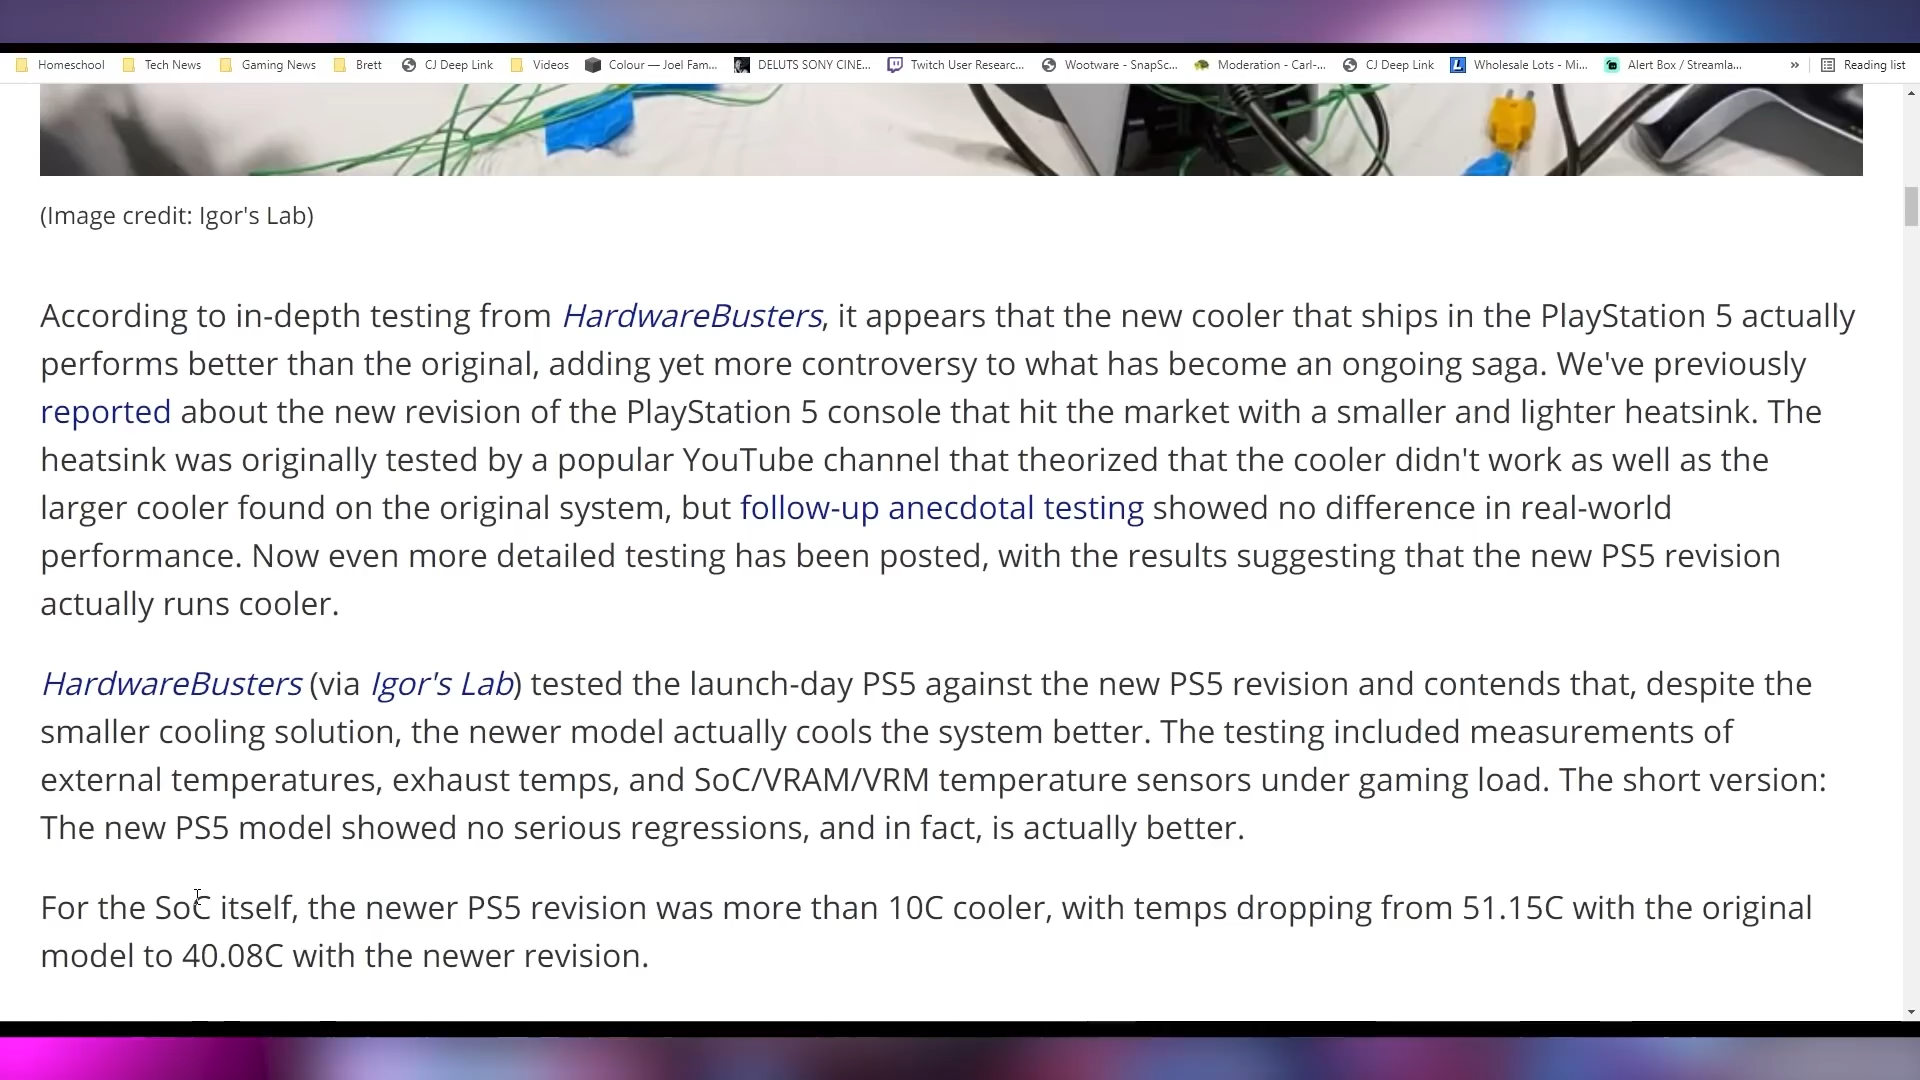 Homeschool Tech News Gaming News Brett CJ Deep Link Videos Colour — Joel Fam... DELUTS SONY CINE... Twitch User Researc... Wootware - SnapSc... Moderation - Carl-... CJ Deep Link Wholesale Lots - Mi... Alert Box / Streamla... » Reading list
(Image credit: Igor's Lab)
According to in-depth testing from HardwareBusters, it appears that the new cooler that ships in the PlayStation 5 actually
performs better than the original, adding yet more controversy to what has become an ongoing saga. We've previously
reported about the new revision of the PlayStation 5 console that hit the market with a smaller and lighter heatsink. The
heatsink was originally tested by a popular YouTube channel that theorized that the cooler didn't work as well as the
larger cooler found on the original system, but follow-up anecdotal testing showed no difference in real-world
performance. Now even more detailed testing has been posted, with the results suggesting that the new PS5 revision
actually runs cooler.
HardwareBusters (via Igor's Lab) tested the launch-day PS5 against the new PS5 revision and contends that, despite the
smaller cooling solution, the newer model actually cools the system better. The testing included measurements of
external temperatures, exhaust temps, and SoC/VRAM/VRM temperature sensors under gaming load. The short version:
The new PS5 model showed no serious regressions, and in fact, is actually better.
For the SoC itself, the newer PS5 revision was more than 10C cooler, with temps dropping from 51.15C with the original
model to 40.08C with the newer revision.